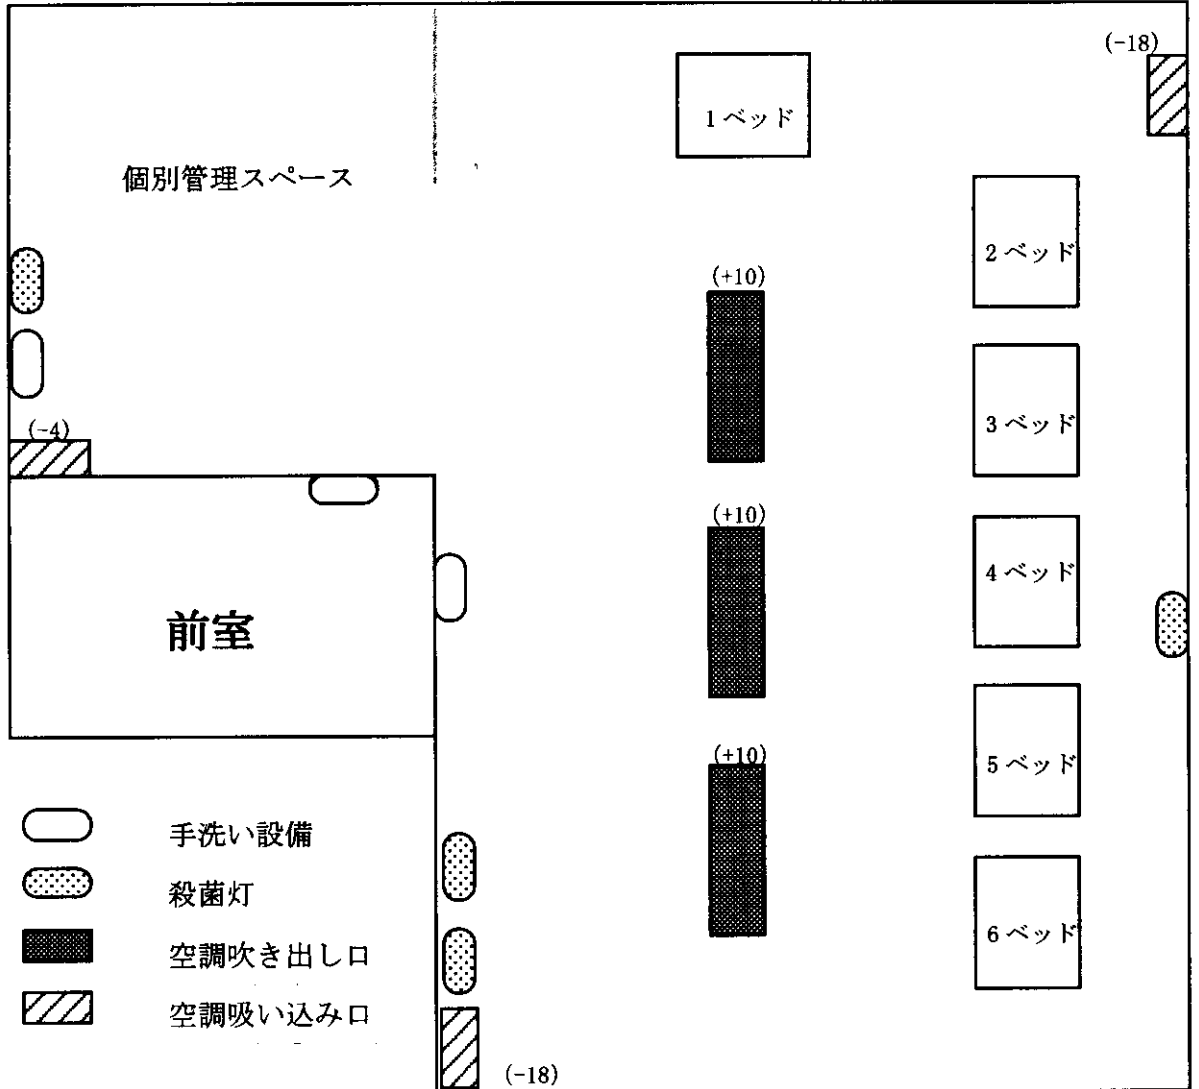 (-18)
1ベッド
個別管理スペース
2ベッド
(+10)
3ベッド
(-4)
(+10)
4ベッド
前室
(+10)
5ベッド
手洗い設備
殺菌灯
6ベッド
空調吹き出し口
空調吸い込み口
(-18)